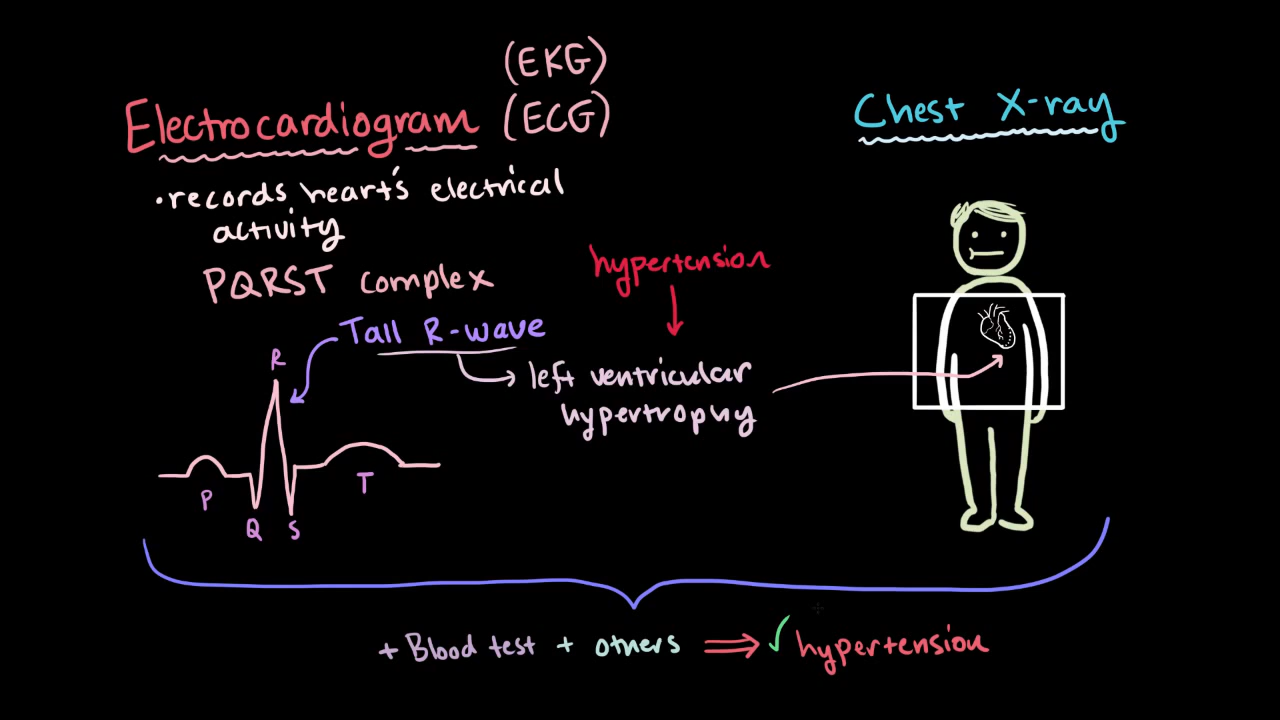 (EKG)
Electrocardiogram (ECG)
• records heart's electrical
activity
PQRST complex
Tall R-wave
R
P
Q
S
T
hypertension
left ventricular
hypertrophy
Chest X-ray
+ Blood test + others ⇒ ✓ hypertension